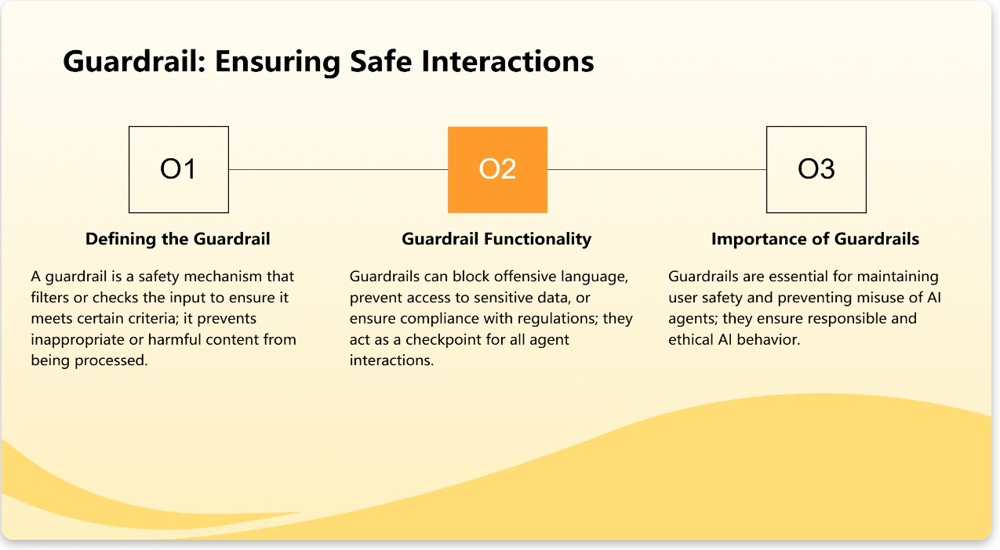 Guardrail: Ensuring Safe Interactions
O1
O2
O3
Defining the Guardrail
A guardrail is a safety mechanism that
filters or checks the input to ensure it
meets certain criteria; it prevents
inappropriate or harmful content from
being processed.
Guardrail Functionality
Guardrails can block offensive language,
prevent access to sensitive data, or
ensure compliance with regulations; they
act as a checkpoint for all agent
interactions.
Importance of Guardrails
Guardrails are essential for maintaining
user safety and preventing misuse of AI
agents; they ensure responsible and
ethical AI behavior.